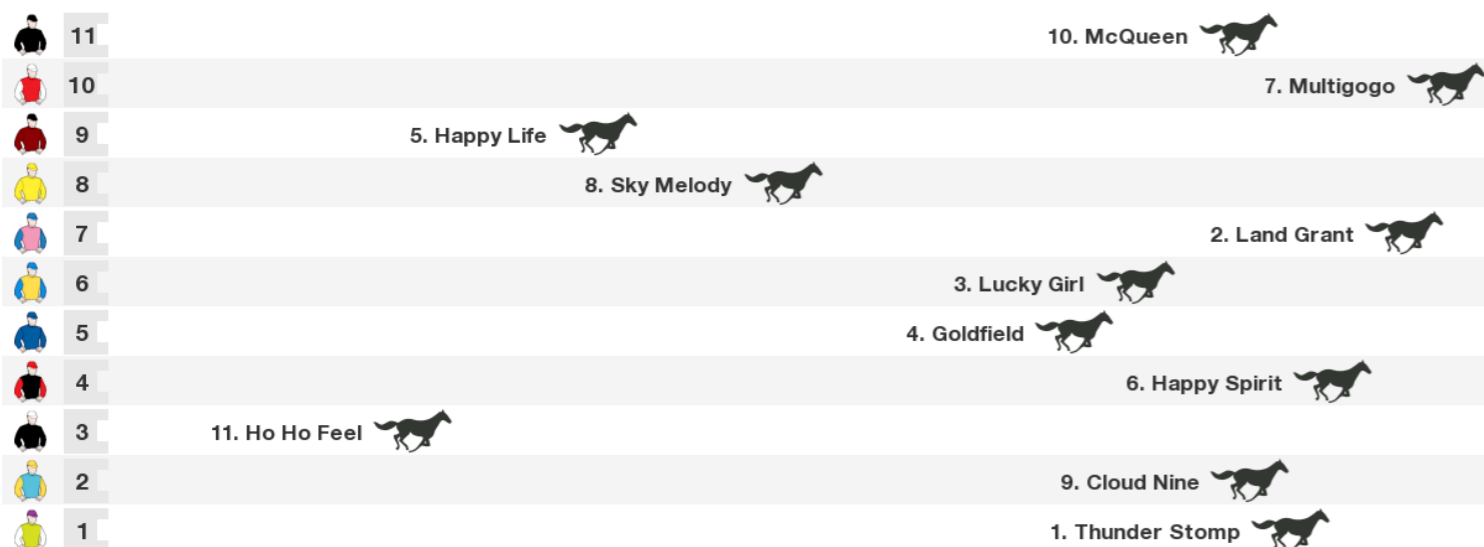 11 10. McQueen
10 7. Multigogo
9 5. Happy Life
8 8. Sky Melody
7 2. Land Grant
6 3. Lucky Girl
5 4. Goldfield
4 6. Happy Spirit
3 11. Ho Ho Feel
2 9. Cloud Nine
1 1. Thunder Stomp